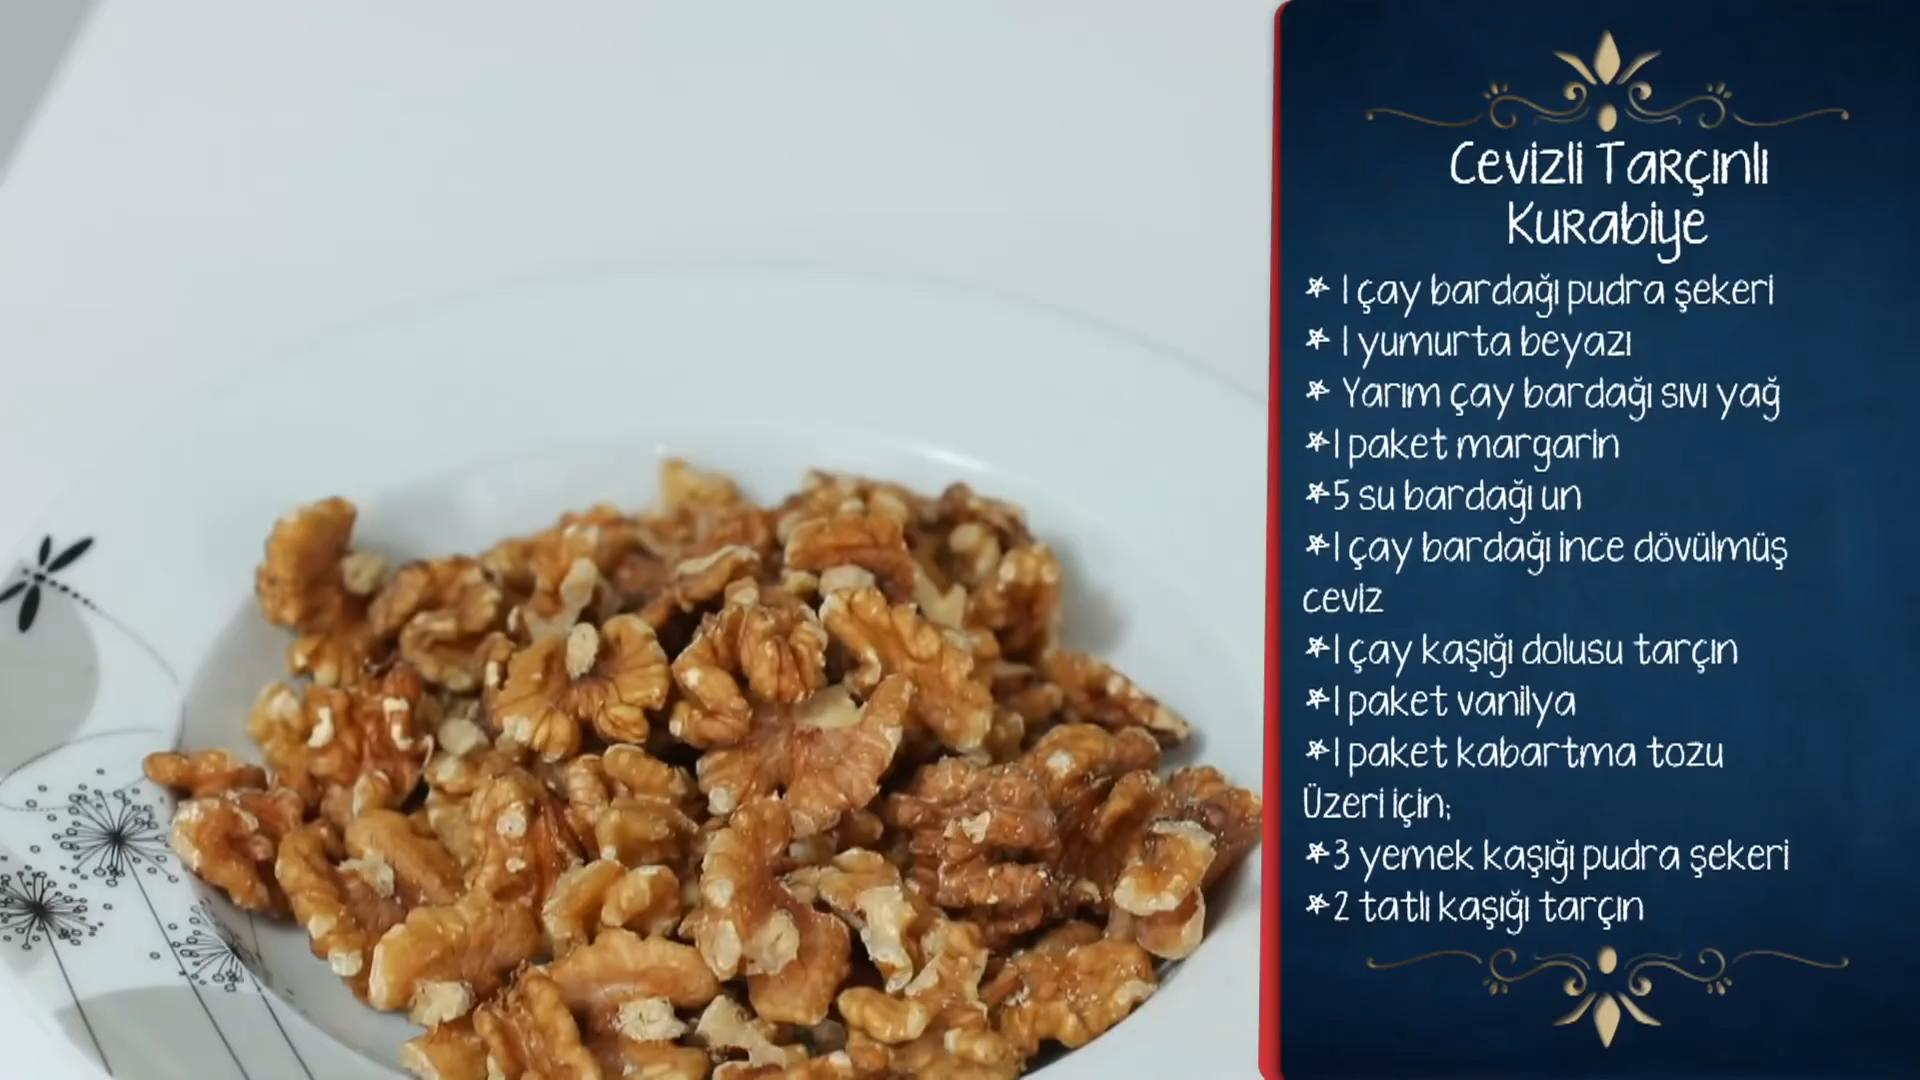 Cevizli Tarçınlı
Kurabiye
* 1 çay bardağı pudra şekeri
* 1 yumurta beyazı
* Yarım çay bardağı sıvı yağ
*1 paket margarin
*5 su bardağı un
*1 çay bardağı ince dövülmüş
ceviz
*1 çay kaşığı dolusu tarçın
*1 paket vanilya
*1 paket kabartma tozu
Üzeri için;
*3 yemek kaşığı pudra şekeri
*2 tatlı kaşığı tarçın